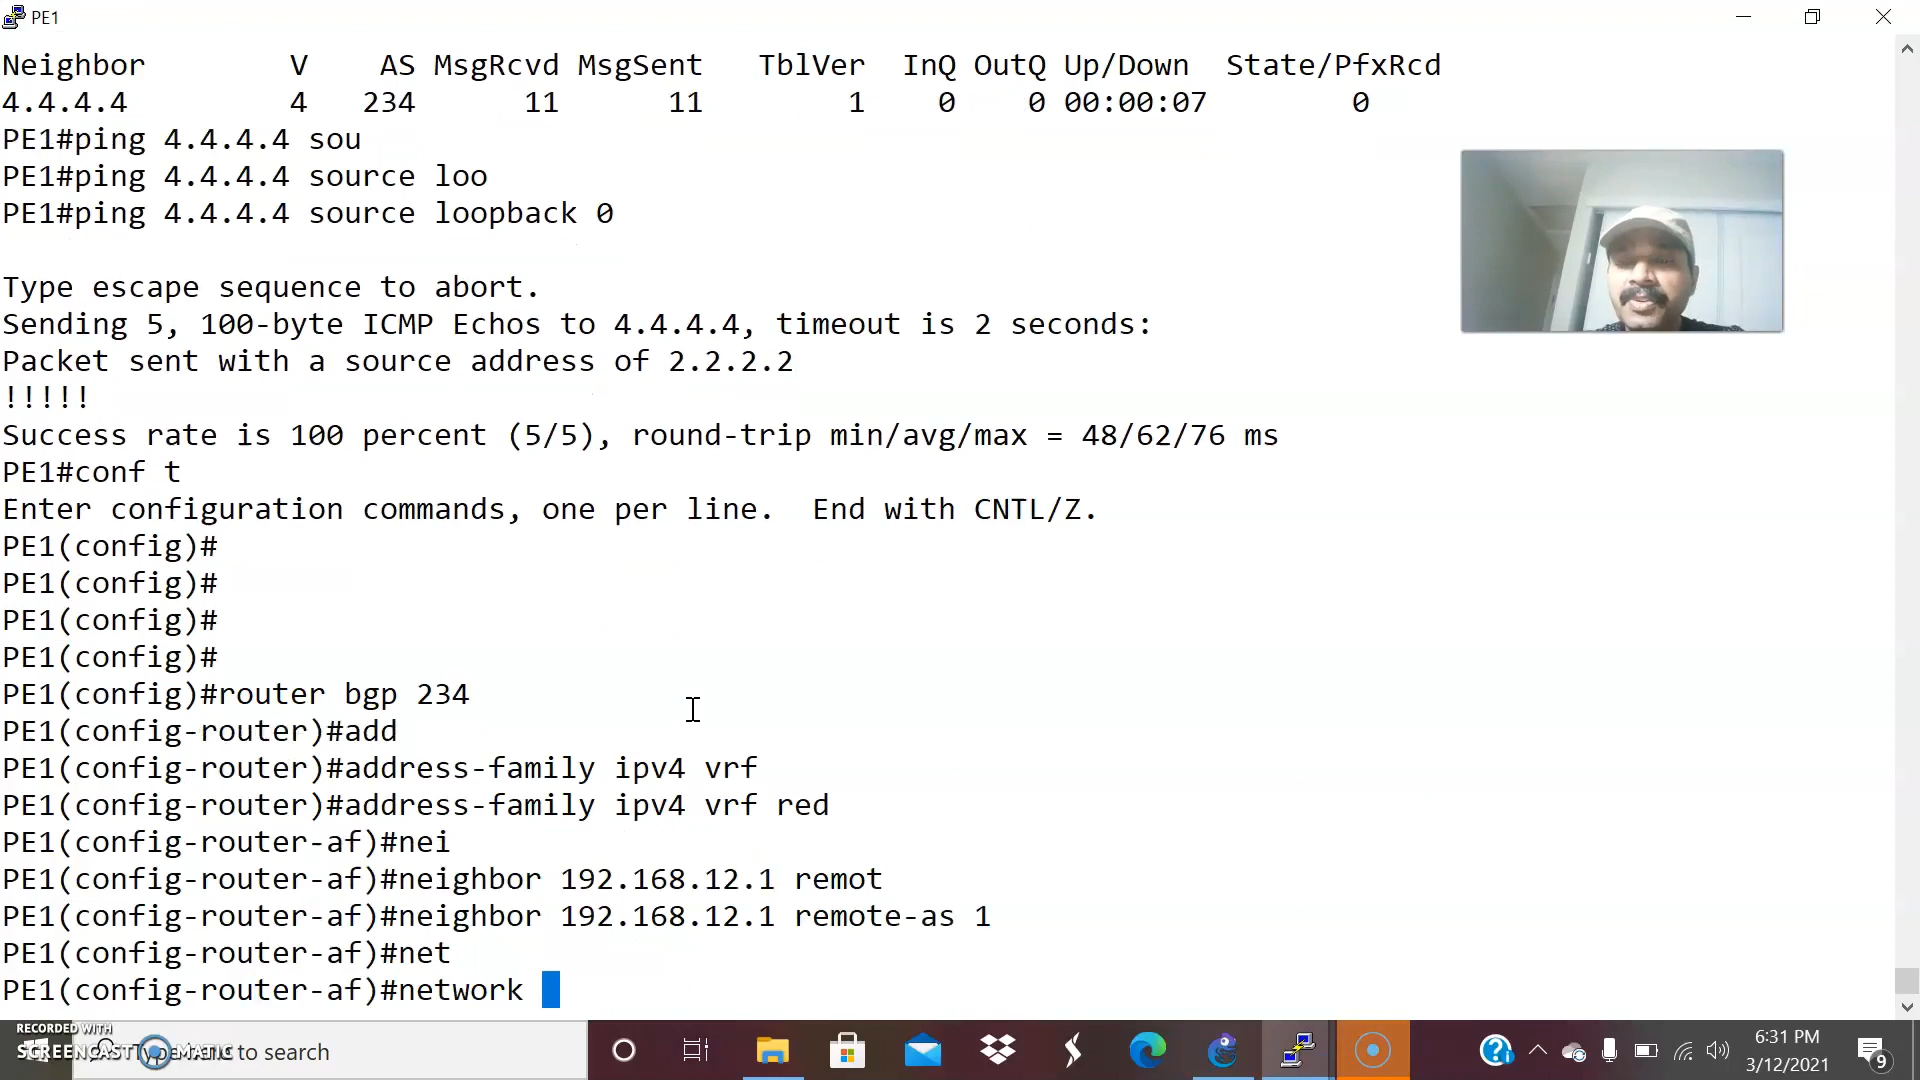 PE1
Neighbor V AS MsgRcvd MsgSent TblVer InQ OutQ Up/Down State/PfxRcd
4.4.4.4 4 234 11 11 1 0 0 00:00:07 0
PE1#ping 4.4.4.4 sou
PE1#ping 4.4.4.4 source loo
PE1#ping 4.4.4.4 source loopback 0
Type escape sequence to abort.
Sending 5, 100-byte ICMP Echos to 4.4.4.4, timeout is 2 seconds:
Packet sent with a source address of 2.2.2.2
!!!!!
Success rate is 100 percent (5/5), round-trip min/avg/max = 48/62/76 ms
PE1#conf t
Enter configuration commands, one per line.  End with CNTL/Z.
PE1(config)#
PE1(config)#
PE1(config)#
PE1(config)#
PE1(config)#router bgp 234
PE1(config-router)#add
PE1(config-router)#address-family ipv4 vrf
PE1(config-router)#address-family ipv4 vrf red
PE1(config-router-af)#nei
PE1(config-router-af)#neighbor 192.168.12.1 remot
PE1(config-router-af)#neighbor 192.168.12.1 remote-as 1
PE1(config-router-af)#net
PE1(config-router-af)#network
RECORDED WITH
SCREENCAST MATIC
Type here to search
6:31 PM
3/12/2021
9